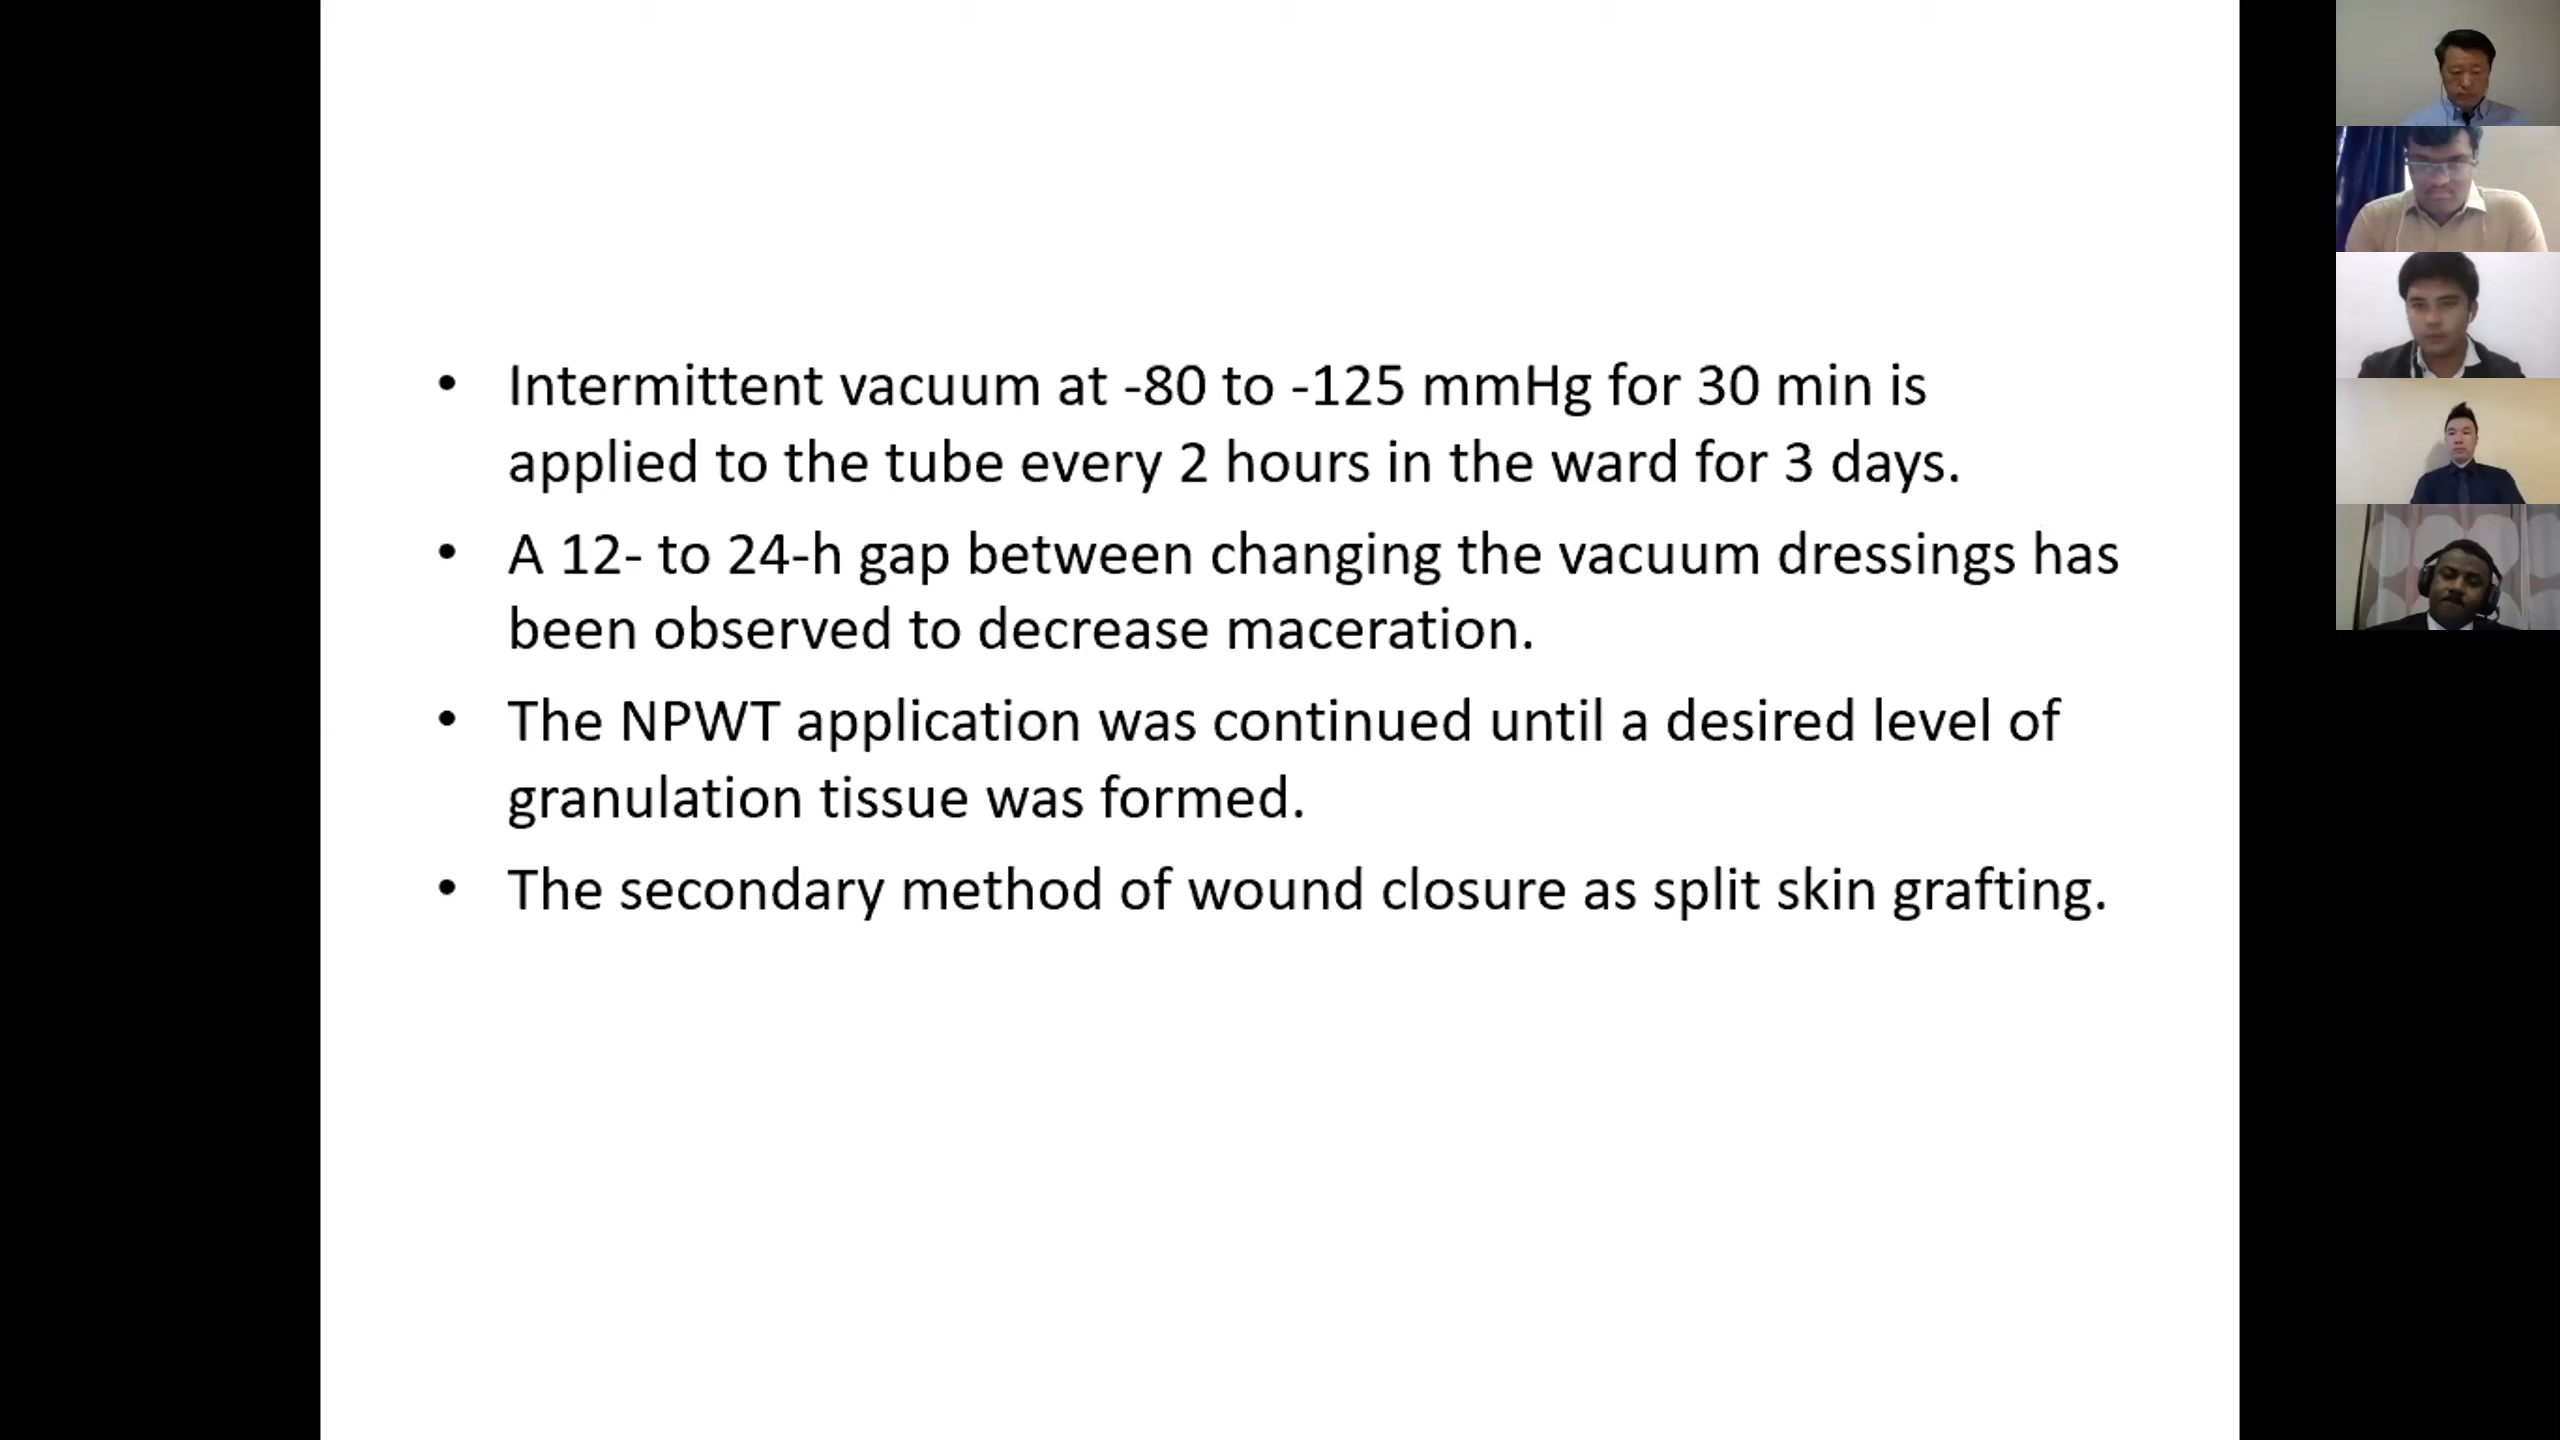 • Intermittent vacuum at -80 to -125 mmHg for 30 min is
applied to the tube every 2 hours in the ward for 3 days.
• A 12- to 24-h gap between changing the vacuum dressings has
been observed to decrease maceration.
• The NPWT application was continued until a desired level of
granulation tissue was formed.
• The secondary method of wound closure as split skin grafting.